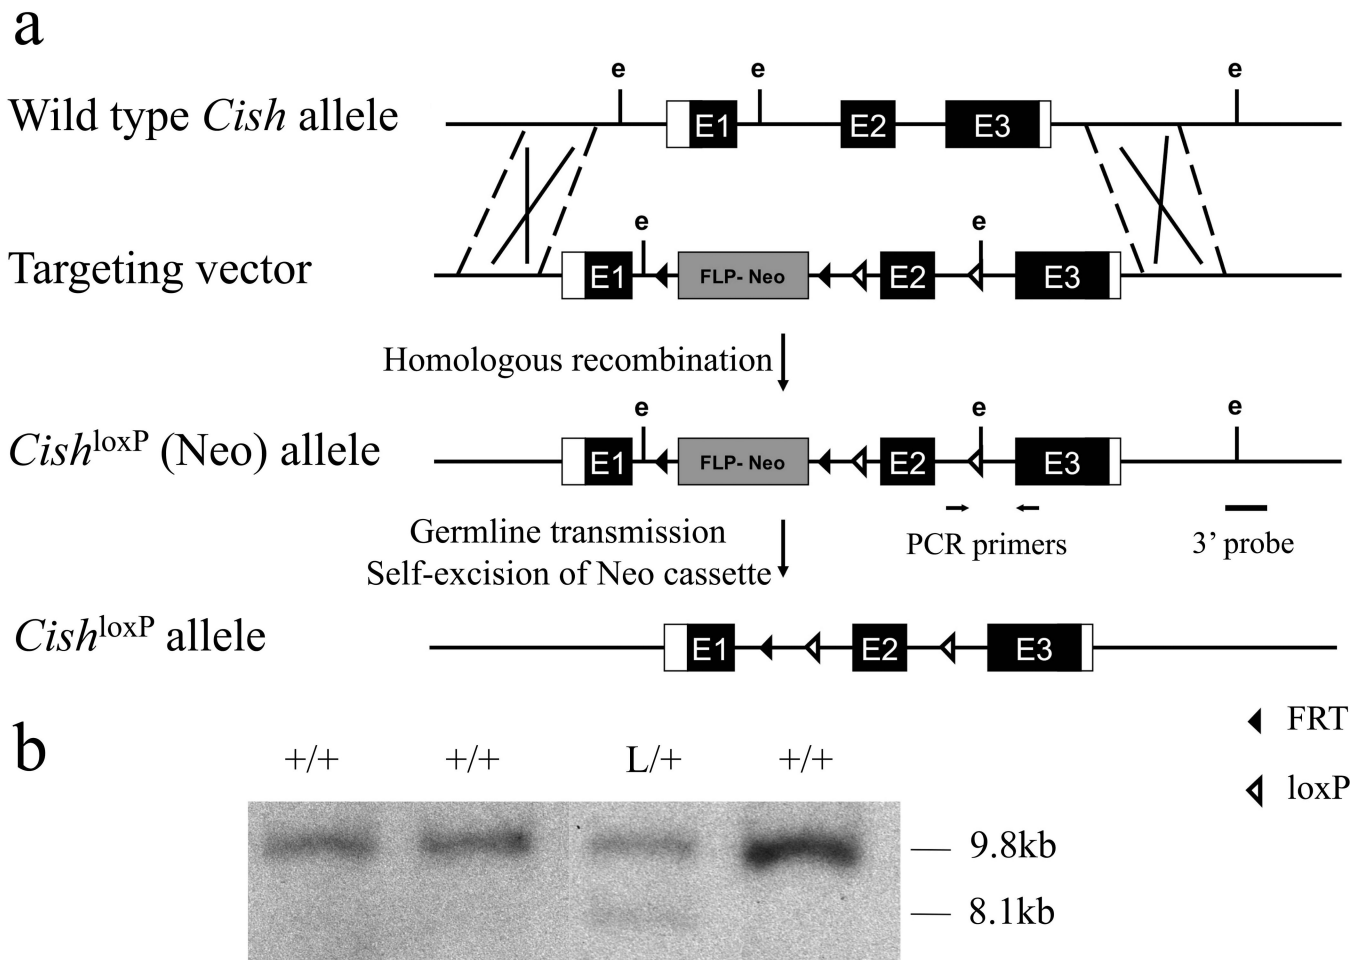 a
e e e
Wild type Cish allele E1 E2 E3
e e
Targeting vector E1 FLP- Neo E2 E3
Homologous recombination
e e e
CishloxP (Neo) allele E1 FLP- Neo E2 E3
Germline transmission
PCR primers 3’ probe
Self-excision of Neo cassette
CishloxP allele E1 E2 E3
FRT
b
+/+ +/+ L/+ +/+
loxP
9.8kb
8.1kb